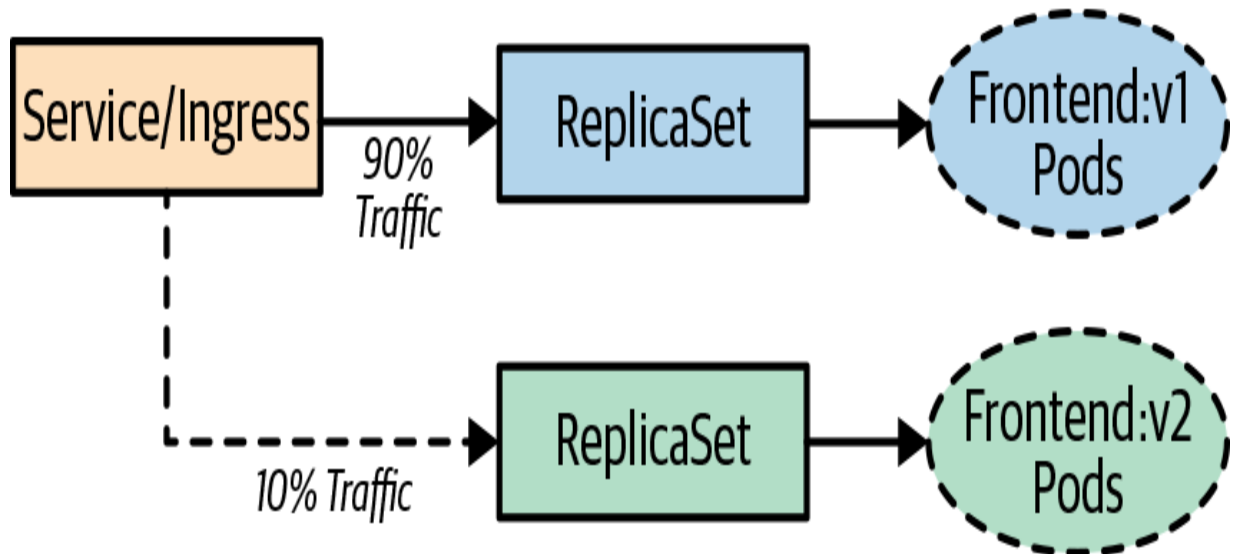 Service/Ingress
90%
Traffic
ReplicaSet
Frontend:v1
Pods
10% Traffic
ReplicaSet
Frontend:v2
Pods